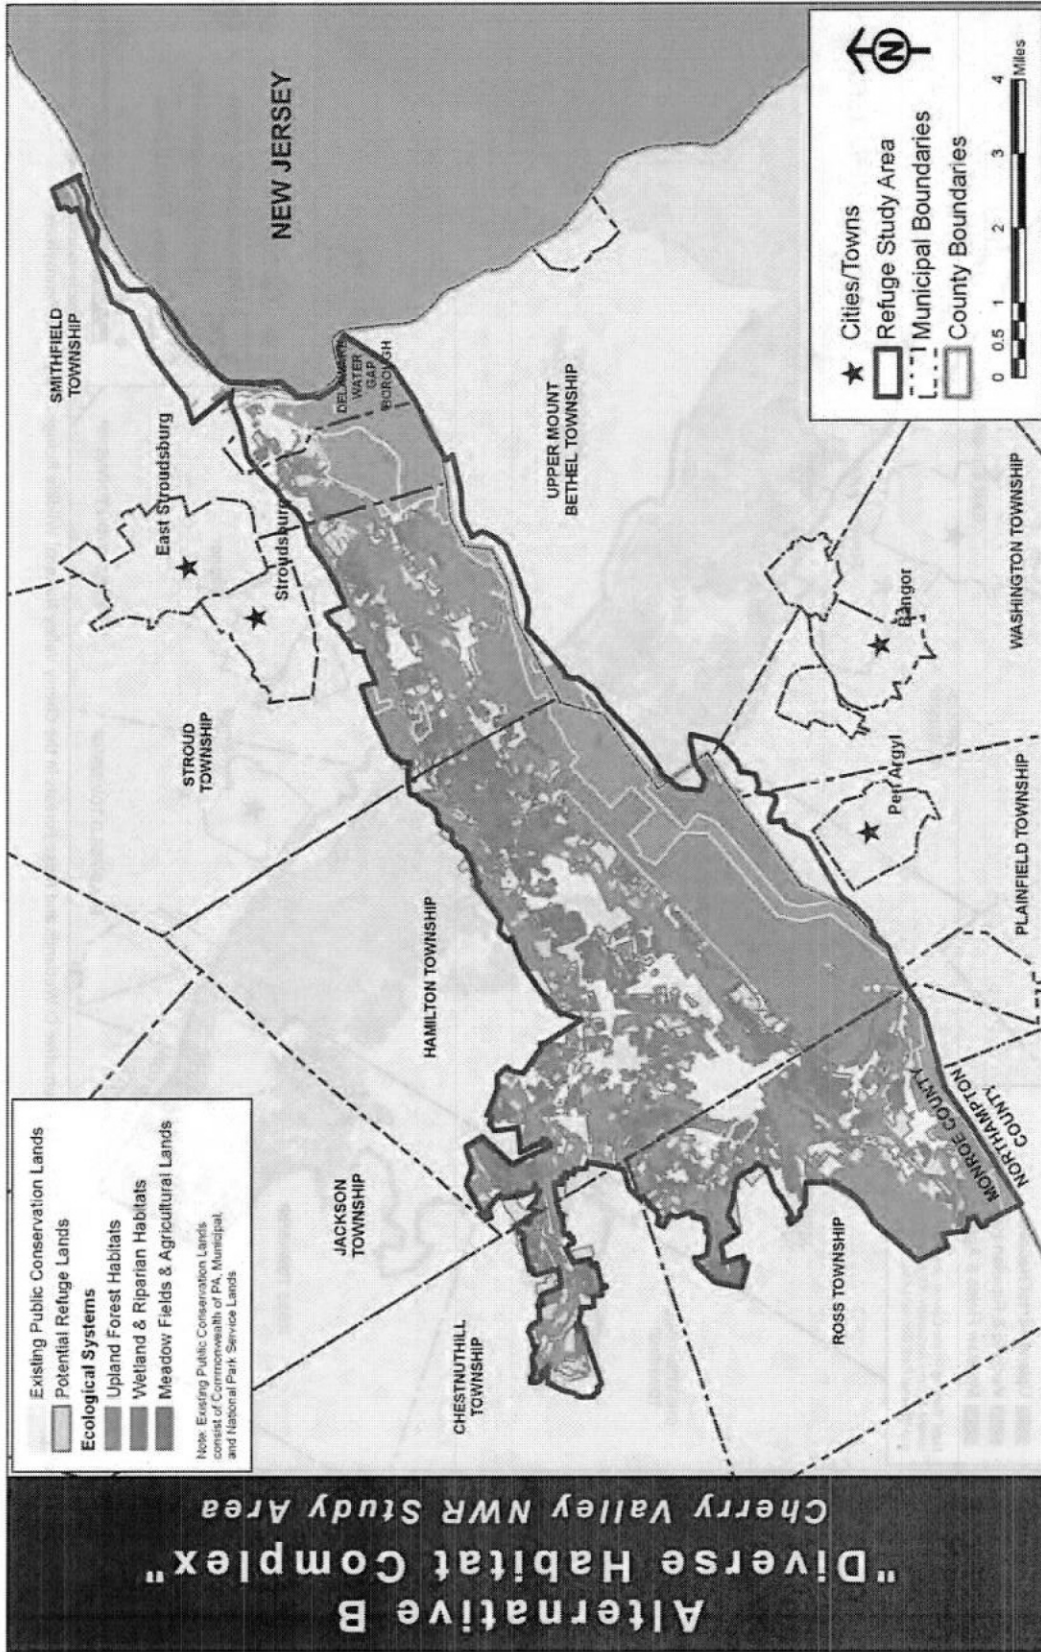 Alternative B
"Diverse Habitat Complex"
Cherry Valley NWR Study Area
Existing Public Conservation Lands
Potential Refuge Lands
Ecological Systems
Upland Forest Habitats
Wetland & Riparian Habitats
Meadow Fields & Agricultural Lands
Note: Existing Public Conservation Lands
consist of Commonwealth of PA, Municipal,
and National Park Service Lands
SMITHFIELD
TOWNSHIP
East Stroudsburg
Stroudsburg
STROUD
TOWNSHIP
NEW JERSEY
DELAWARE
WATER
GAP
BOROUGH
HAMILTON TOWNSHIP
JACKSON
TOWNSHIP
CHESTNUTHILL
TOWNSHIP
UPPER MOUNT
BETHEL TOWNSHIP
ROSS TOWNSHIP
MONROE COUNTY
NORTHAMPTON
COUNTY
Pen Argyl
Bangor
PLAINFIELD TOWNSHIP
WASHINGTON TOWNSHIP
N
Cities/Towns
Refuge Study Area
Municipal Boundaries
County Boundaries
0 0.5 1 2 3 4
Miles